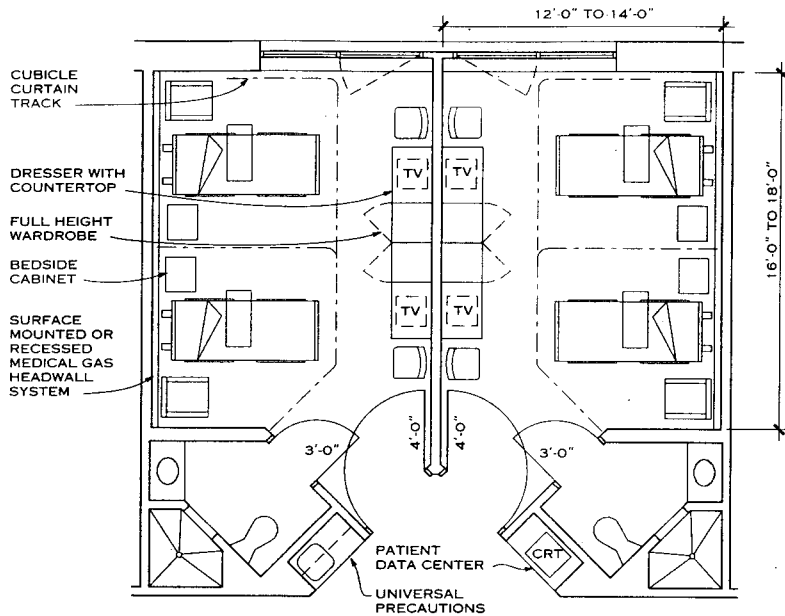 12'-0" TO 14'-0"
CUBICLE
CURTAIN
TRACK
DRESSER WITH
COUNTERTOP
FULL HEIGHT
WARDROBE
BEDSIDE
CABINET
SURFACE
MOUNTED OR
RECESSED
MEDICAL GAS
HEADWALL
SYSTEM
TV
TV
TV
TV
16'-0" TO 18'-0"
3'-0"
4'-0"
4'-0"
3'-0"
PATIENT
DATA CENTER
CRT
UNIVERSAL
PRECAUTIONS